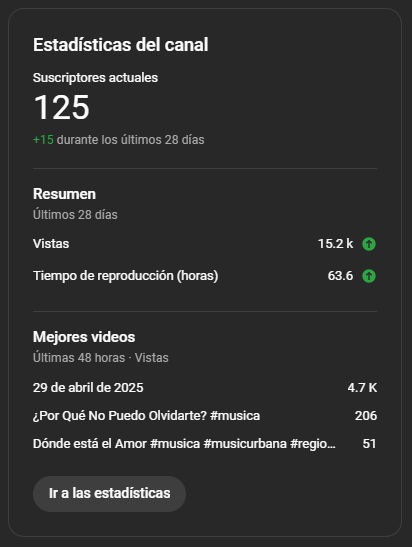 Estadísticas del canal
Suscriptores actuales
125
+15 durante los últimos 28 días
Resumen
Últimos 28 días
Vistas 15.2 k
Tiempo de reproducción (horas) 63.6
Mejores videos
Últimas 48 horas · Vistas
29 de abril de 2025 4.7 K
¿Por Qué No Puedo Olvidarte? #musica 206
Dónde está el Amor #musica #musicurbana #regio... 51
Ir a las estadísticas